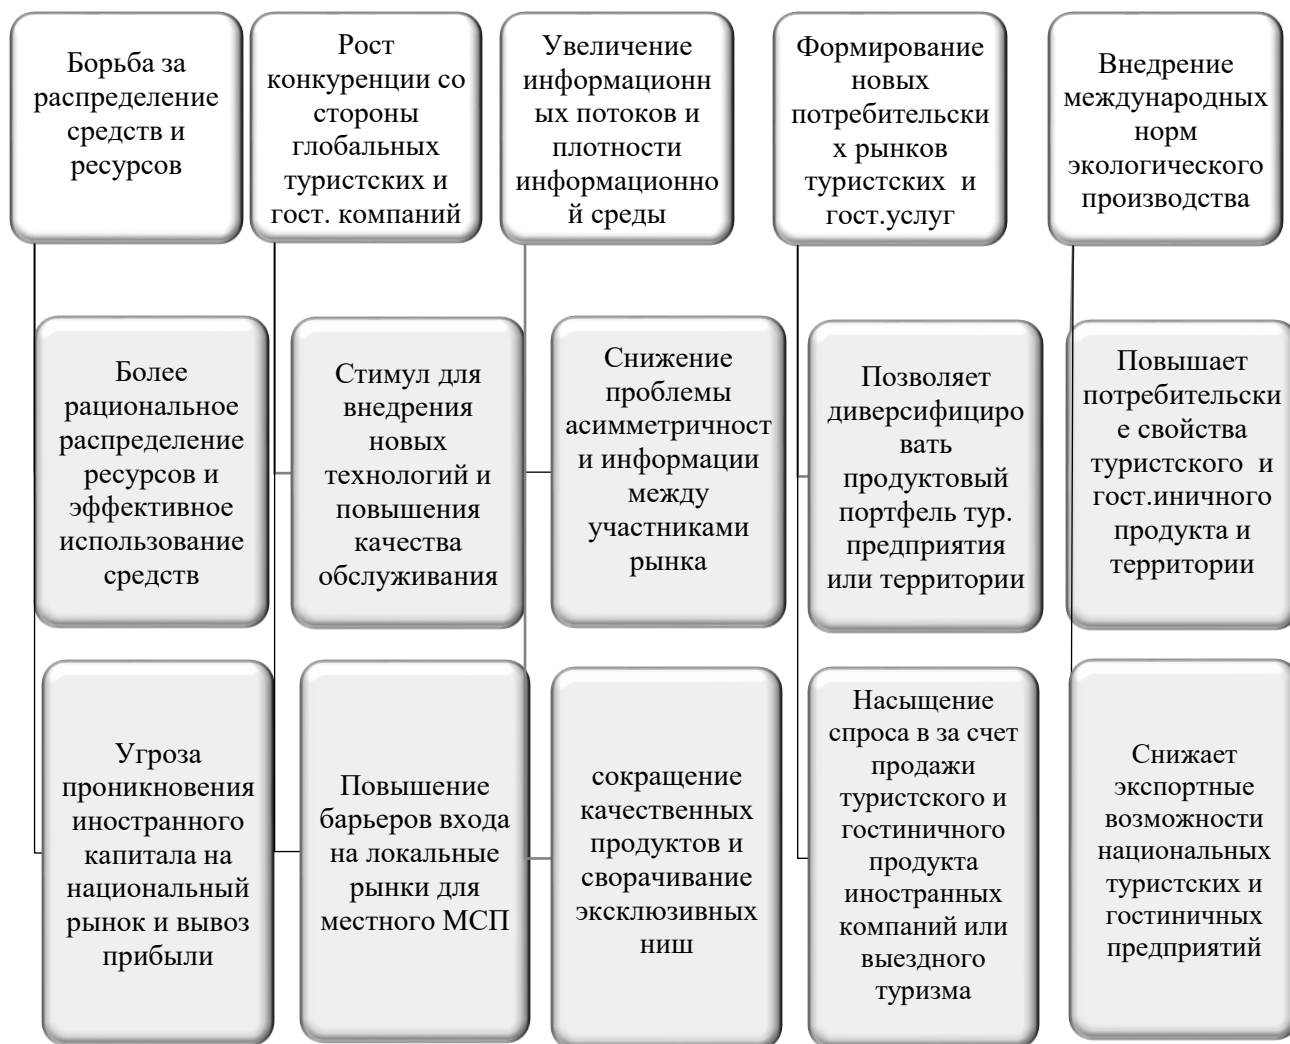 Борьба за
распределение
средств и
ресурсов
Рост
конкуренции со
стороны
глобальных
туристских и
гост. компаний
Увеличение
информационн
ых потоков и
плотности
информационно
й среды
Формирование
новых
потребительски
х рынков
туристских и
гост.услуг
Внедрение
международных
норм
экологического
производства
Более
рациональное
распределение
ресурсов и
эффективное
использование
средств
Стимул для
внедрения
новых
технологий и
повышения
качества
обслуживания
Снижение
проблемы
асимметричност
и информации
между
участниками
рынка
Позволяет
диверсифициро
вать
продуктовый
портфель тур.
предприятия
или территории
Повышает
потребительски
е свойства
туристского и
гост.иничного
продукта и
территории
Угроза
проникновения
иностранного
капитала на
национальный
рынок и вывоз
прибыли
Повышение
барьеров входа
на локальные
рынки для
местного МСП
сокращение
качественных
продуктов и
сворачивание
эксклюзивных
ниш
Насыщение
спроса в за счет
продажи
туристского и
гостиничного
продукта
иностранных
компаний или
выездного
туризма
Снижает
экспортные
возможности
национальных
туристских и
гостиничных
предприятий